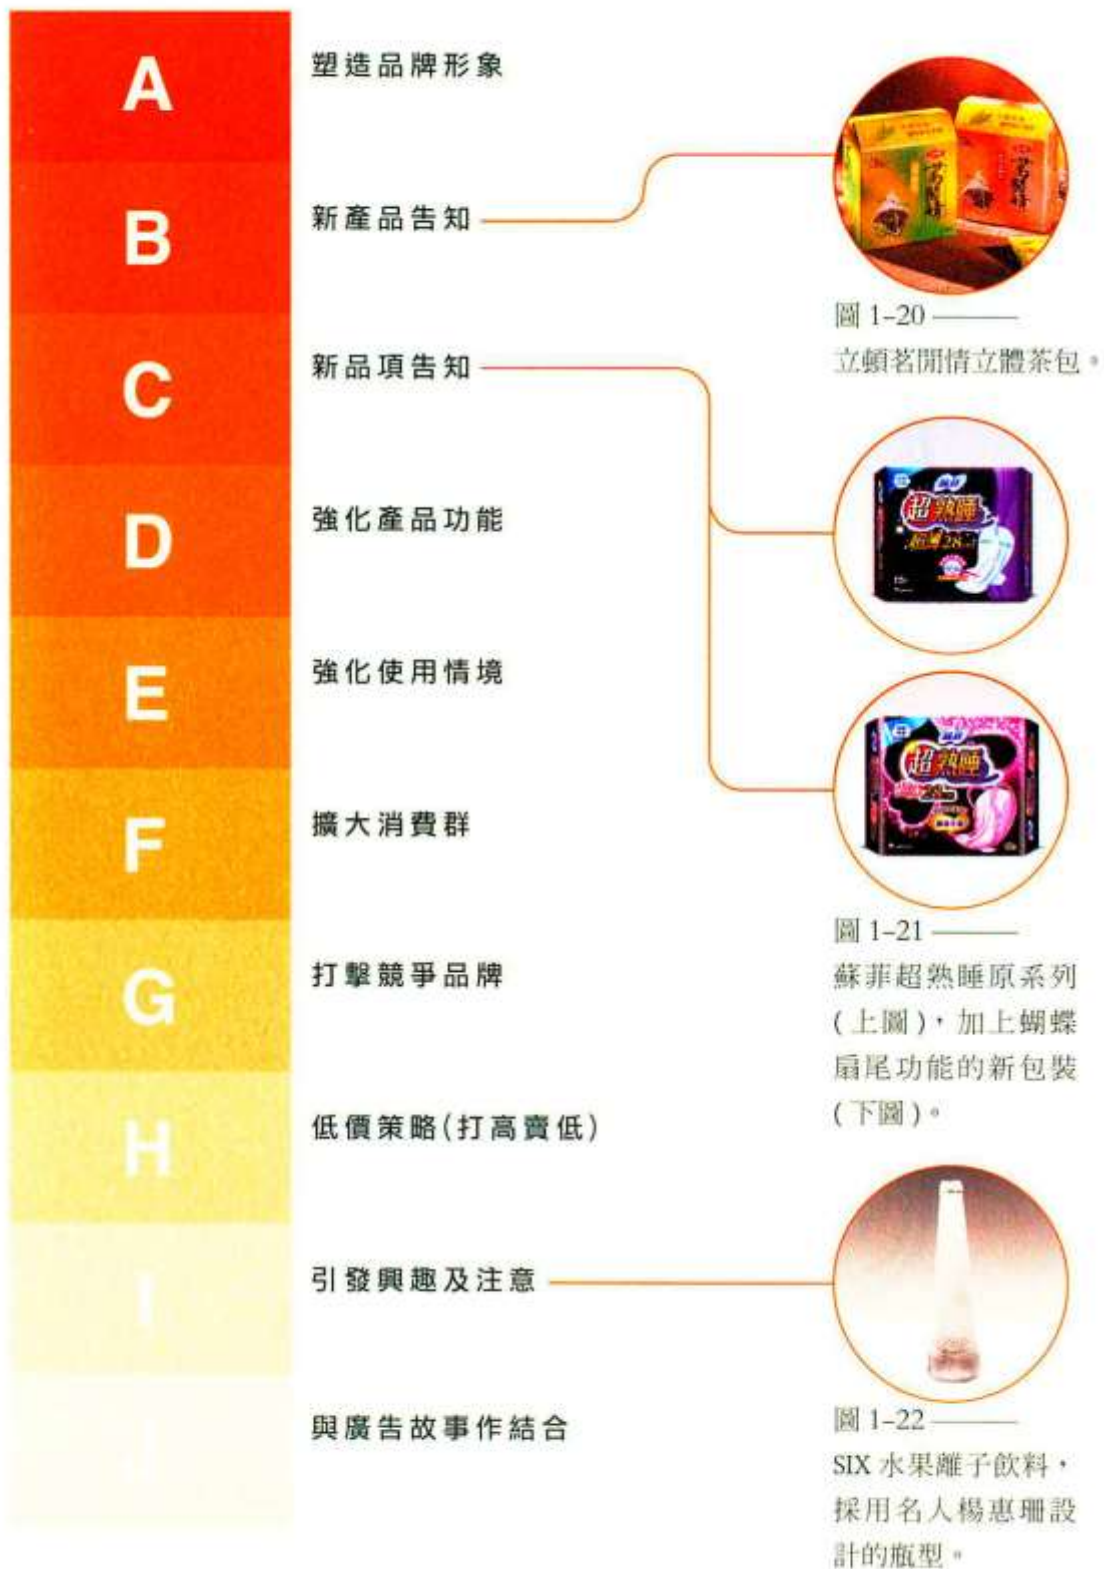 A
塑造品牌形象
B
新產品告知
圖 1-20
立頓茗閒情立體茶包。
C
新品項告知
D
強化產品功能
超熟睡
E
強化使用情境
超熟睡
F
擴大消費群
圖 1-21
蘇菲超熟睡原系列
(上圖),加上蝴蝶
扇尾功能的新包裝
(下圖)。
G
打擊競爭品牌
H
低價策略(打高賣低)
I
引發興趣及注意
與廣告故事作結合
圖 1-22
SIX 水果離子飲料,
採用名人楊惠珊設
計的瓶型。